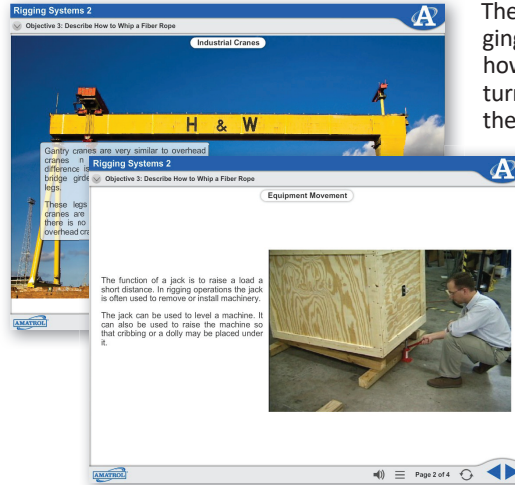 Rigging Systems 2
Objective 3: Describe How to Whip a Fiber Rope
A
Industrial Cranes
H & W
Gantry cranes are very similar to overhead
cranes
difference is
bridge
legs.
These legs
cranes are
there is no
overhead
AMATROL
The
ging
how
turn
the
Rigging Systems 2
Objective 3: Describe How to Whip a Fiber Rope
A
Equipment Movement
The function of a jack is to raise a load a
short distance. In rigging operations the jack
is often used to remove or install machinery.
The jack can be used to level a machine. It
can also be used to raise the machine so
that cribbing or a dolly may be placed under
it.
AMATROL
Page 2 of 4